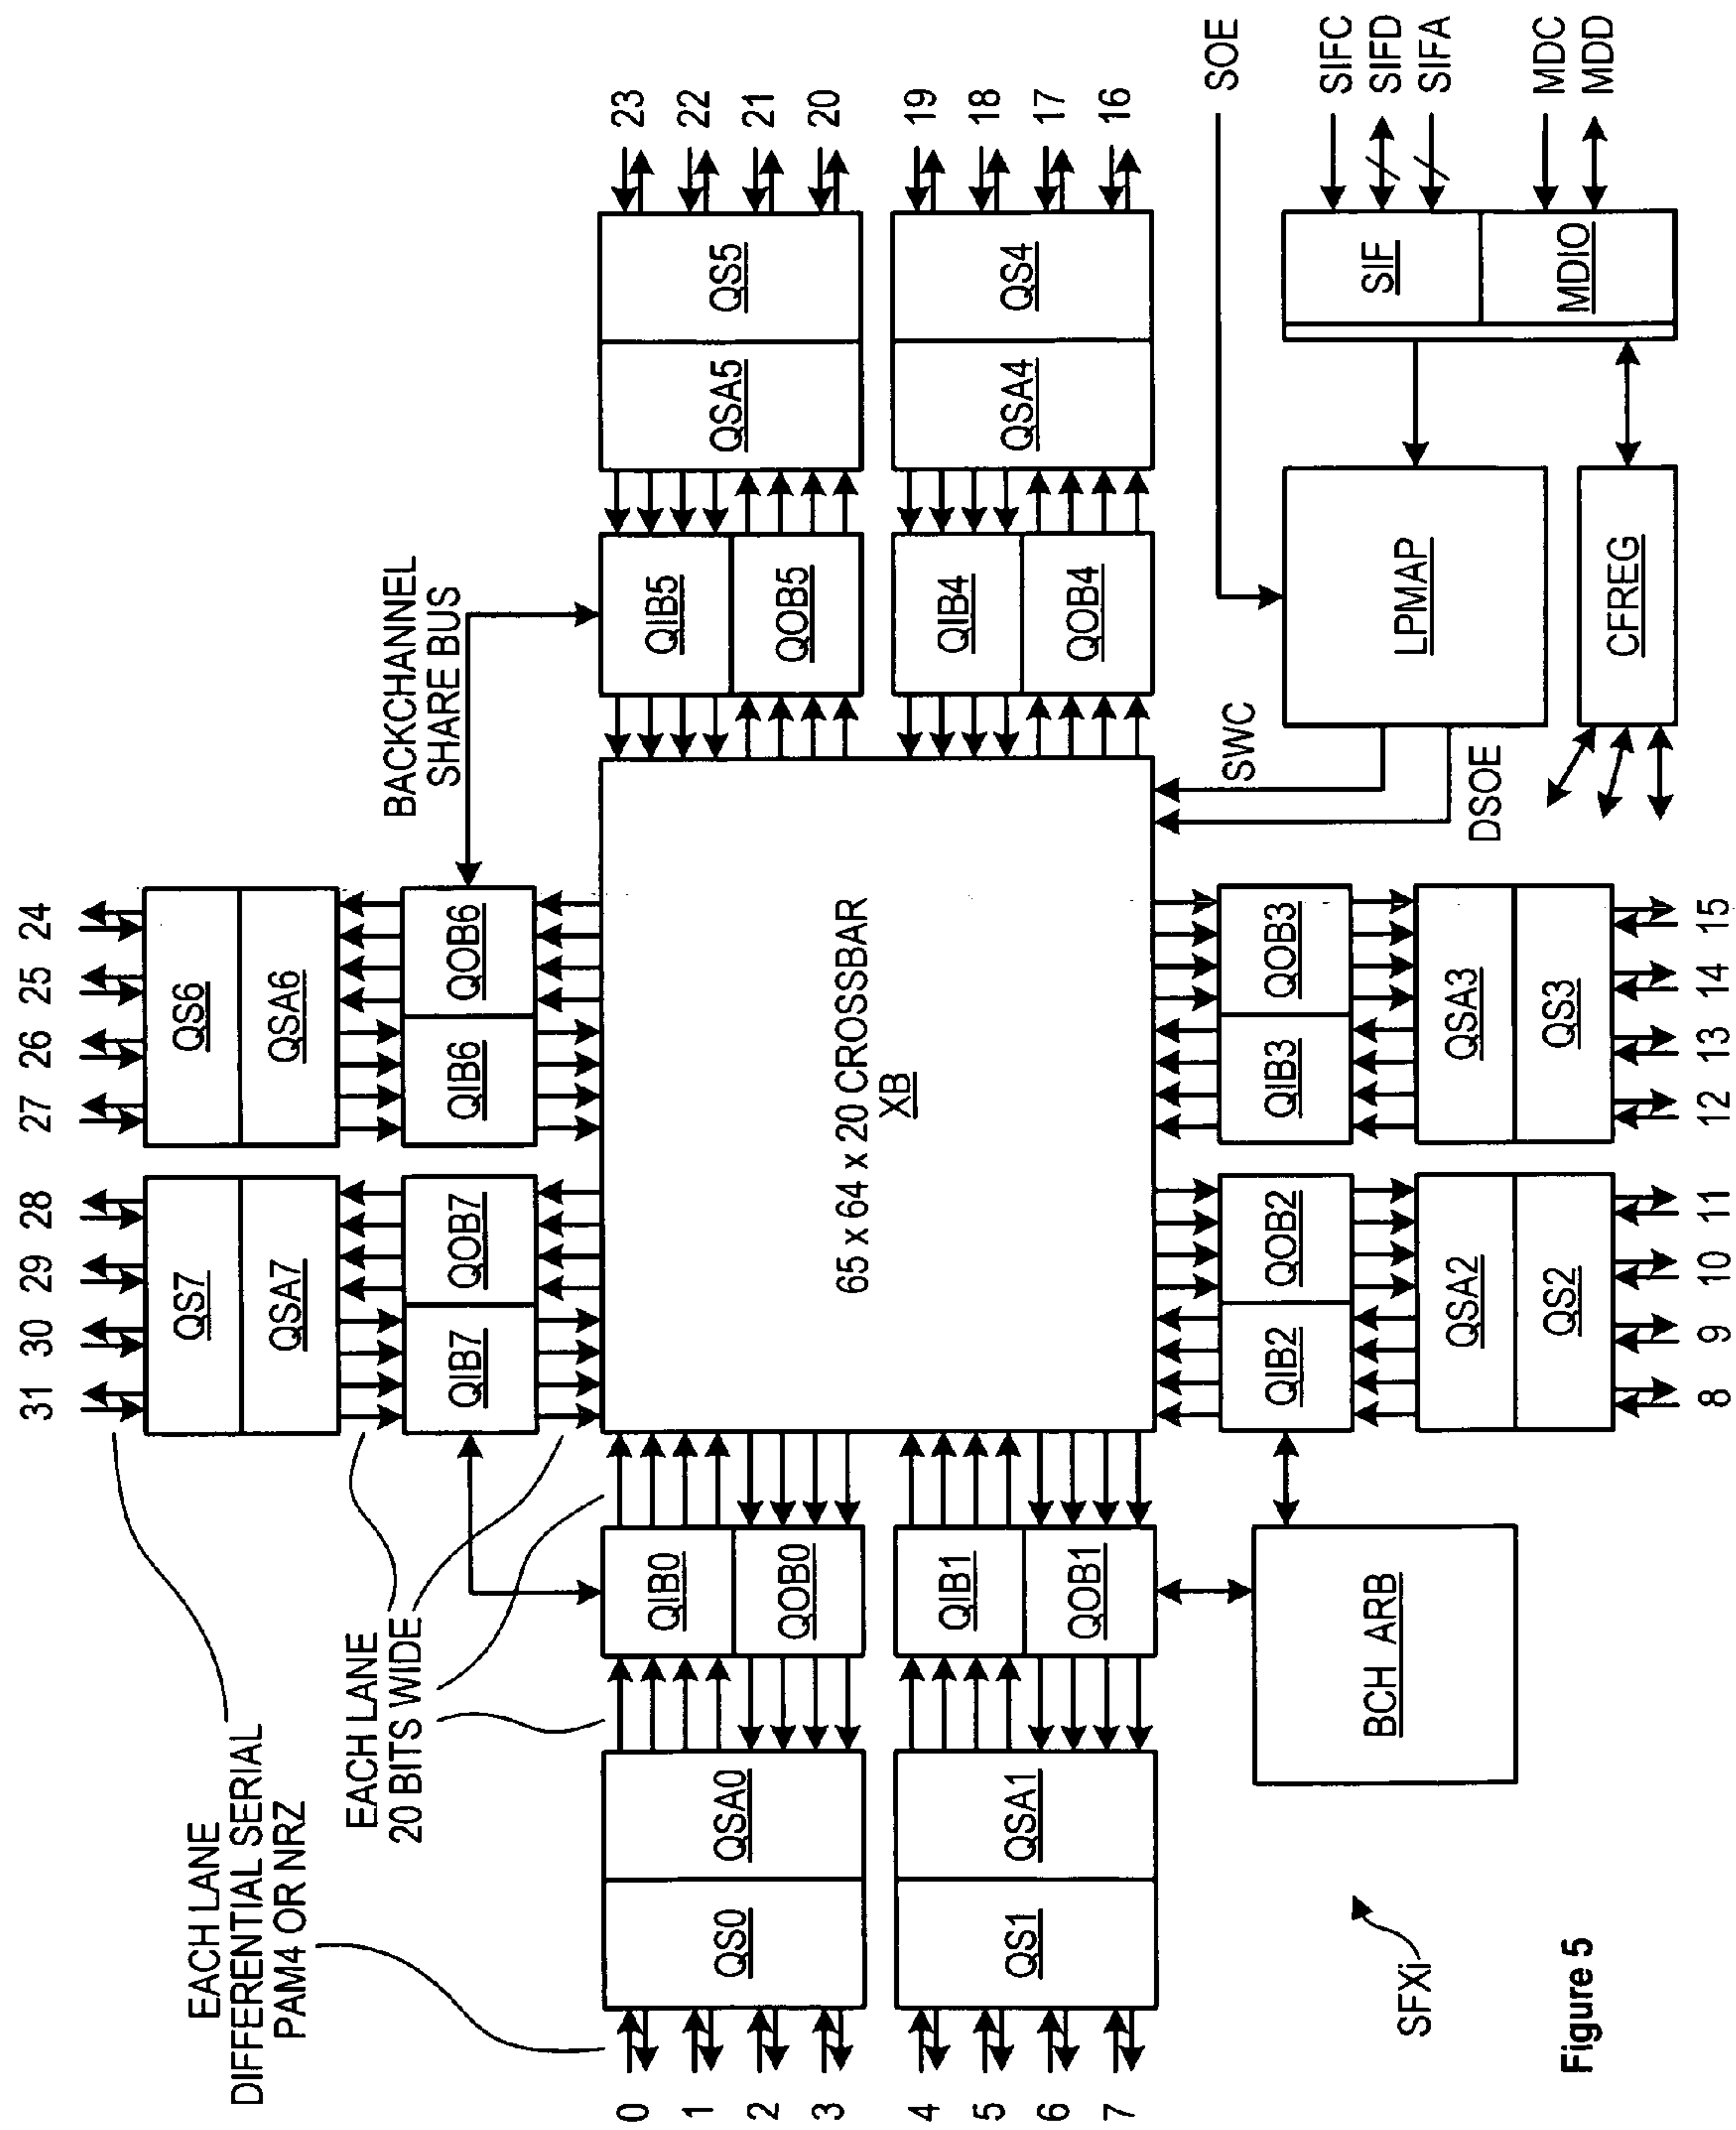 EACH LANE
DIFFERENTIAL SERIAL
PAM4 OR NRZ
EACH LANE
20 BITS WIDE
BACKCHANNEL
SHARE BUS
31
30
29
28
27
26
25
24
QS7
QSA7
QS6
QSA6
QIB7
QOB7
QIB6
QOB6
0
1
2
3
QS0
QSA0
QIB0
QOB0
4
5
6
7
QS1
QSA1
QIB1
QOB1
65 x 64 x 20 CROSSBAR
XB
QIB5
QOB5
QSA5
QS5
23
22
21
20
QIB4
QOB4
QSA4
QS4
19
18
17
16
QIB2
QOB2
QIB3
QOB3
QSA2
QS2
QSA3
QS3
8
9
10
11
12
13
14
15
BCH ARB
SWC
DSOE
LPMAP
CFREG
SIF
MDIO
SOE
SIFC
SIFD
SIFA
MDC
MDD
SFXi
Figure 5